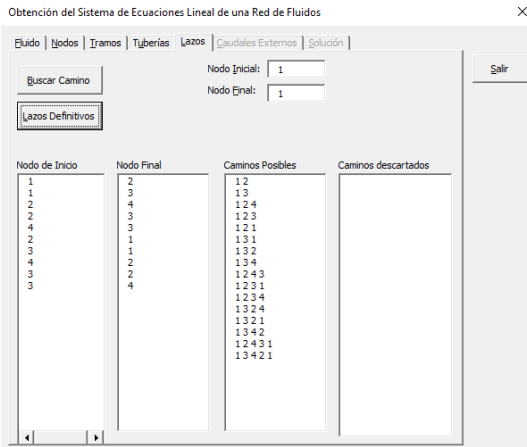 Obtención del Sistema de Ecuaciones Lineal de una Red de Fluidos
Fluido Nodos Tramos Tuberías Lazos Caudales Externos Solución
Salir
Buscar Camino
Lazos Definitivos
Nodo Inicial: 1
Nodo Final: 1
Nodo de Inicio
1
1
2
2
4
2
3
4
3
3
Nodo Final
2
3
4
3
3
1
1
2
2
4
Caminos Posibles
1 2
1 3
1 2 4
1 2 3
1 2 1
1 3 1
1 3 2
1 3 4
1 2 4 3
1 2 3 1
1 2 3 4
1 3 2 4
1 3 2 1
1 3 4 2
1 2 4 3 1
1 3 4 2 1
Caminos descartados